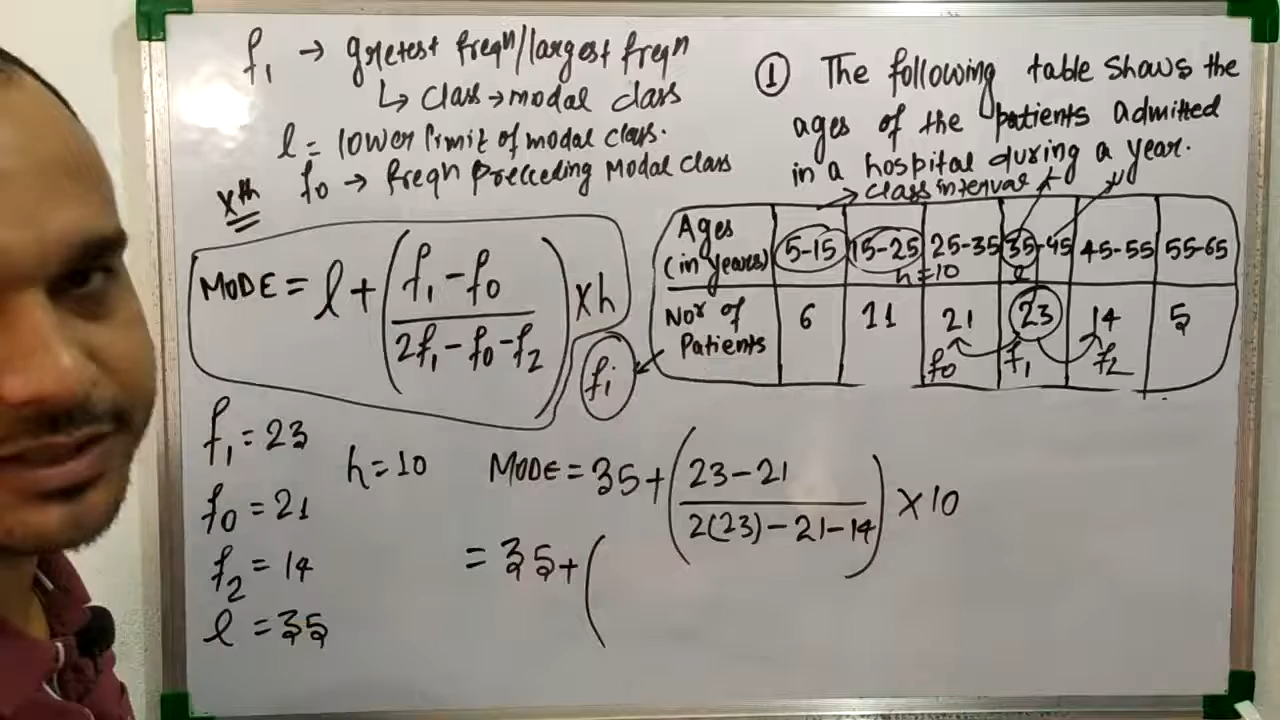 f₁ → gretest freqⁿ/largest freqⁿ
↳ class → modal class
l = lower limit of modal class.
Xth f₀ → freqn preceeding Modal class
MODE = l + (f₁ - f₀ / 2f₁ - f₀ - f₂) × h
fi
f₁ = 23
h = 10
f₀ = 21
f₂ = 14
l = 35
① The following table shows the
ages of the patients admitted
in a hospital during a year.
→ class interval
Ages (in years) 5-15 15-25 25-35 35-45 45-55 55-65
h = 10 l
Noʳ of Patients 6 11 21 23 14 5
f₀ f₁ f₂
MODE = 35 + (23 - 21 / 2(23) - 21 - 14) × 10
= 35 + (